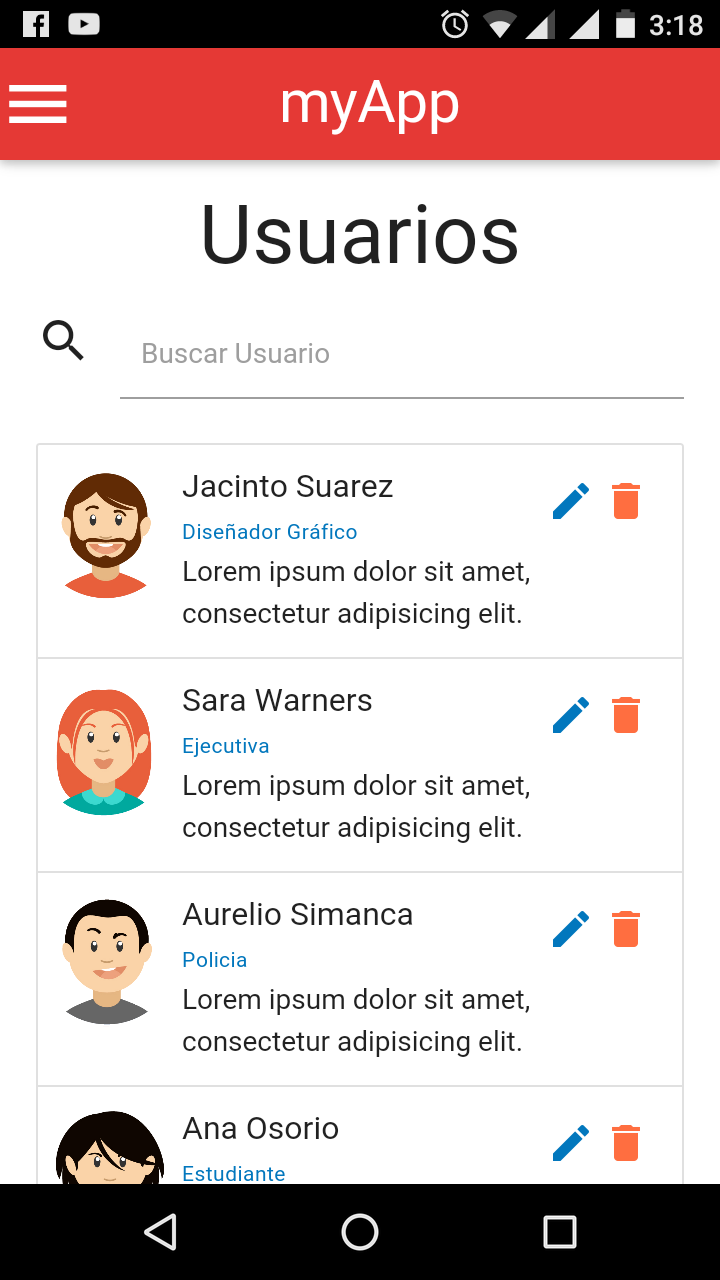 3:18
myApp
Usuarios
Buscar Usuario
Jacinto Suarez
Diseñador Gráfico
Lorem ipsum dolor sit amet,
consectetur adipisicing elit.
Sara Warners
Ejecutiva
Lorem ipsum dolor sit amet,
consectetur adipisicing elit.
Aurelio Simanca
Policia
Lorem ipsum dolor sit amet,
consectetur adipisicing elit.
Ana Osorio
Estudiante